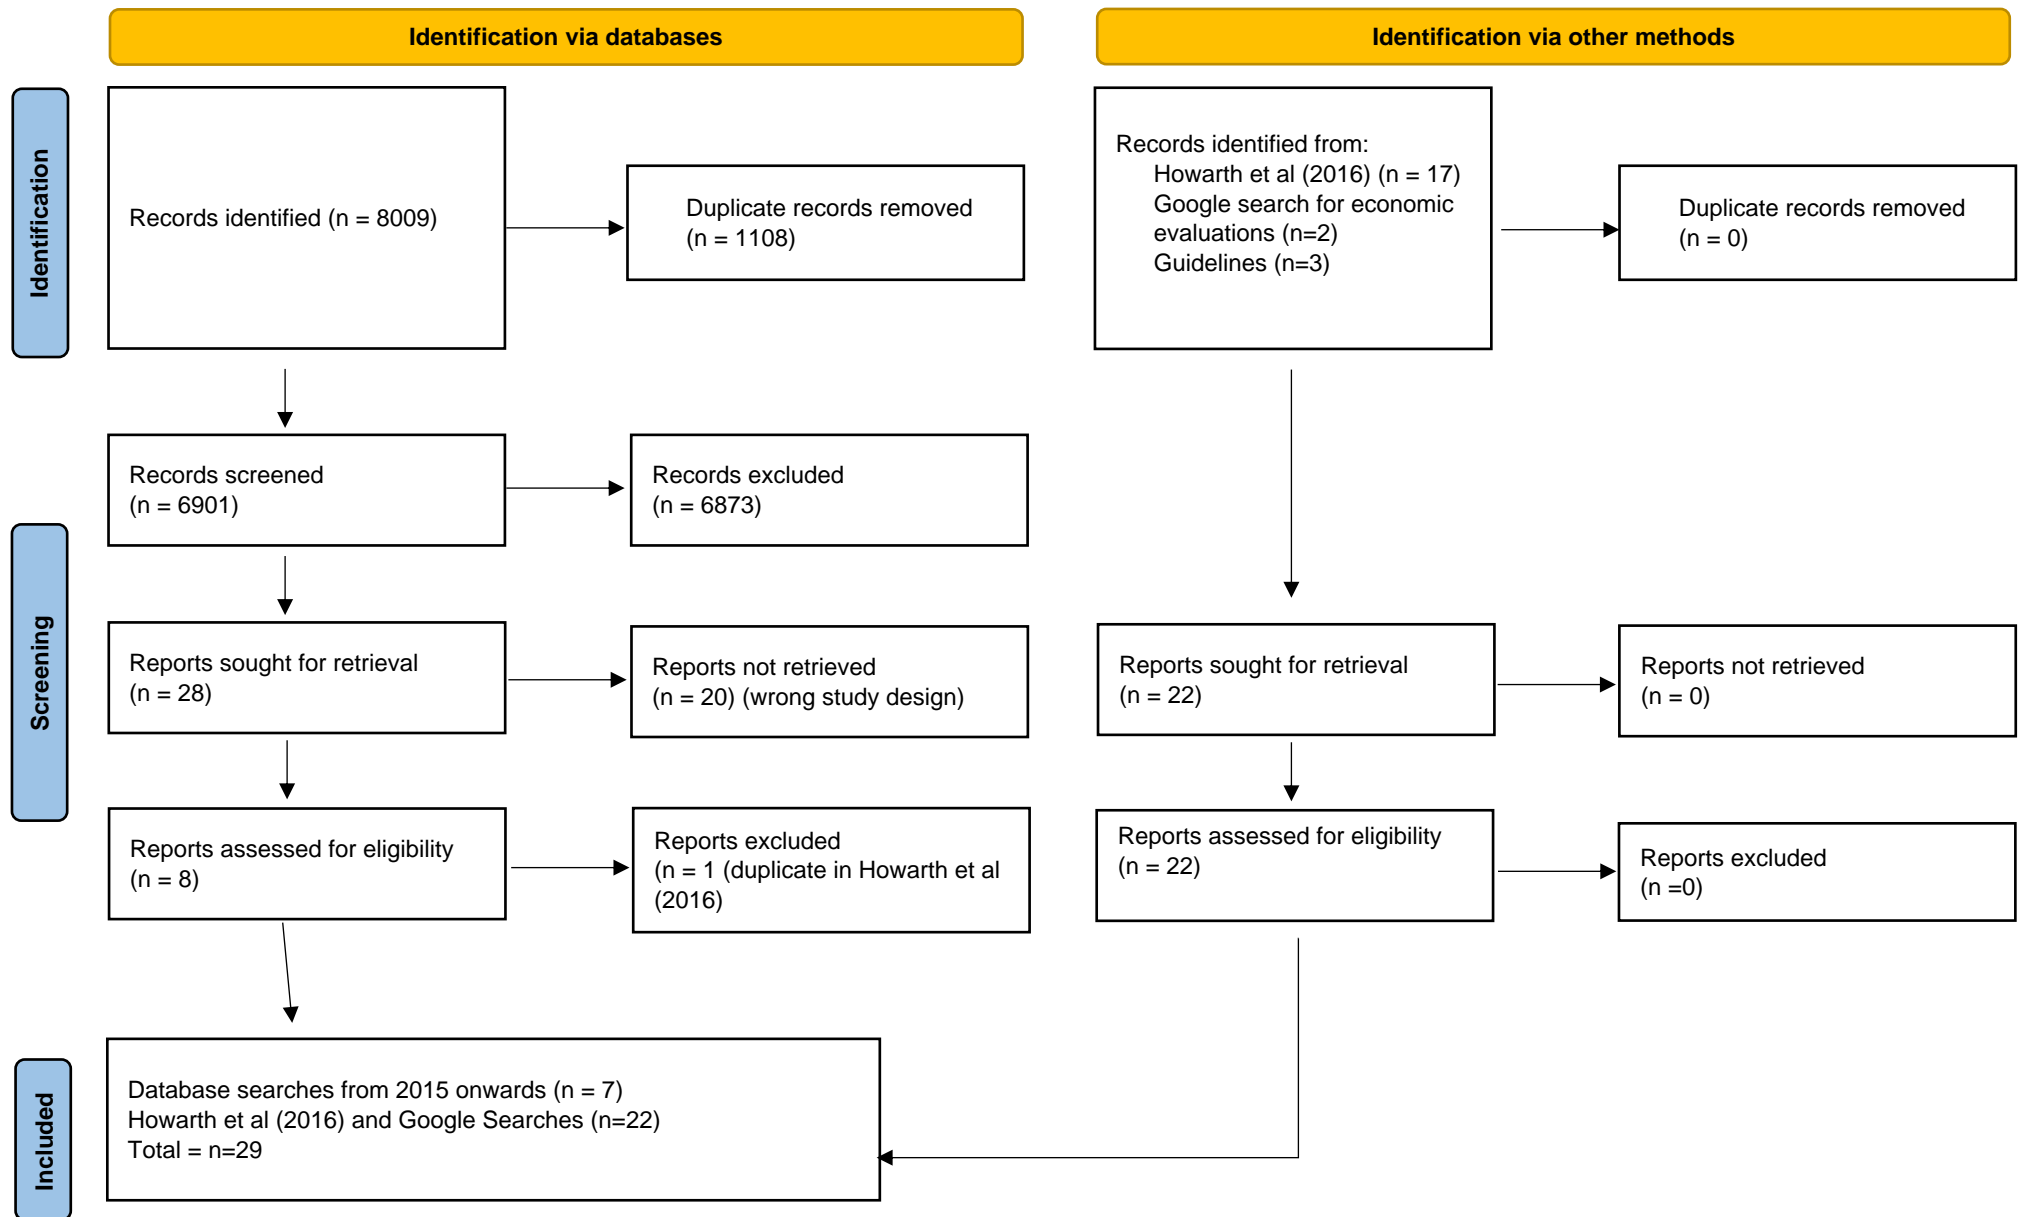 Identification via databases
Identification via other methods
Identification
Records identified (n = 8009)
Duplicate records removed
(n = 1108)
Records identified from:
Howarth et al (2016) (n = 17)
Google search for economic
evaluations (n=2)
Guidelines (n=3)
Duplicate records removed
(n = 0)
Screening
Records screened
(n = 6901)
Records excluded
(n = 6873)
Reports sought for retrieval
(n = 28)
Reports not retrieved
(n = 20) (wrong study design)
Reports sought for retrieval
(n = 22)
Reports not retrieved
(n = 0)
Reports assessed for eligibility
(n = 8)
Reports excluded
(n = 1 (duplicate in Howarth et al
(2016)
Reports assessed for eligibility
(n = 22)
Reports excluded
(n =0)
Included
Database searches from 2015 onwards (n = 7)
Howarth et al (2016) and Google Searches (n=22)
Total = n=29